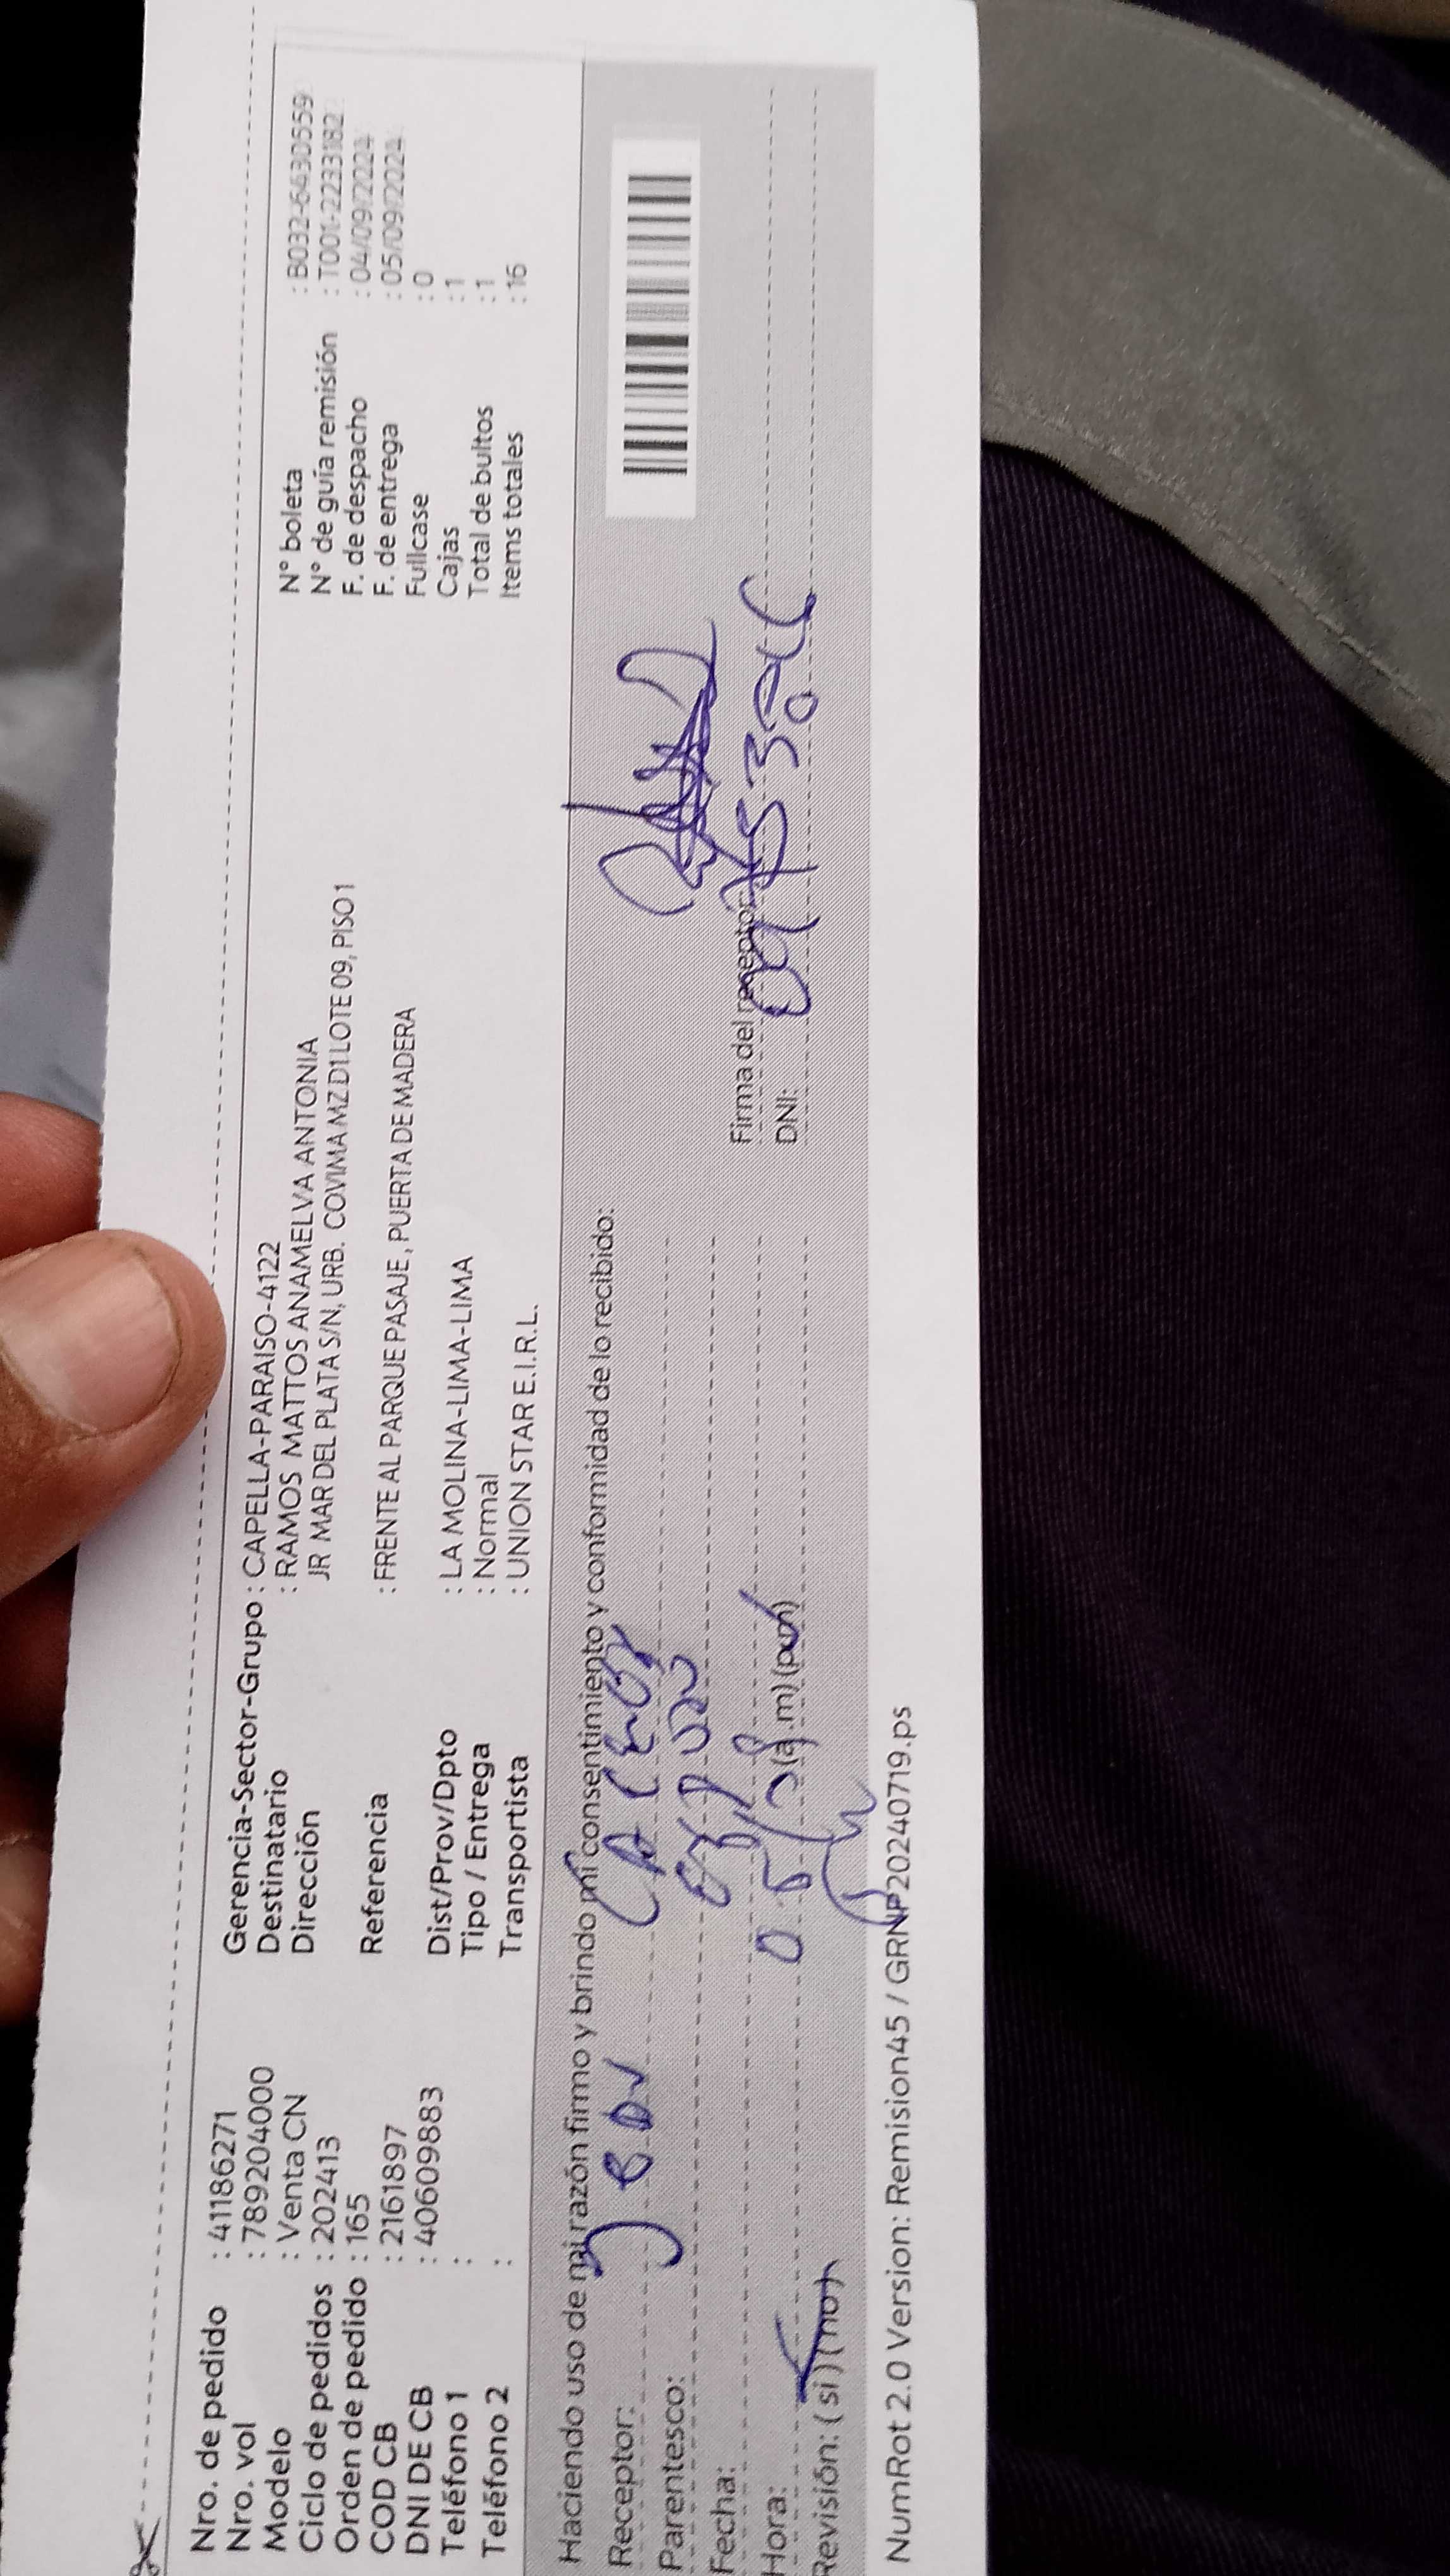 Nro. de pedido : 41186271
Nro. vol : 789204000
Modelo : Venta CN
Ciclo de pedidos : 202413
Orden de pedido : 165
COD CB : 2161897
DNI DE CB : 40609883
Teléfono 1 :
Teléfono 2 :
Gerencia-Sector-Grupo : CAPELLA-PARAISO-4122
Destinatario : RAMOS MATTOS ANAMELVA ANTONIA
Dirección JR MAR DEL PLATA S/N, URB. COVIMA MZ D1 LOTE 09, PISO 1
Referencia : FRENTE AL PARQUE PASAJE, PUERTA DE MADERA
Dist/Prov/Dpto : LA MOLINA-LIMA-LIMA
Tipo / Entrega : Normal
Transportista : UNION STAR E.I.R.L.
N° boleta : B032-6430559
N° de guía remisión : T001-2233182
F. de despacho : 04/09/2024
F. de entrega : 05/09/2024
Fullcase : 0
Cajas : 1
Total de bultos : 1
Items totales : 16
Haciendo uso de mi razón firmo y brindo mi consentimiento y conformidad de lo recibido:
Receptor:
Parentesco:
Fecha:
Hora: (a.m) (pm)
Revisión: ( si ) ( no )
Firma del receptor:
DNI:
NumRot 2.0 Version: Remision45 / GRNP20240719.ps